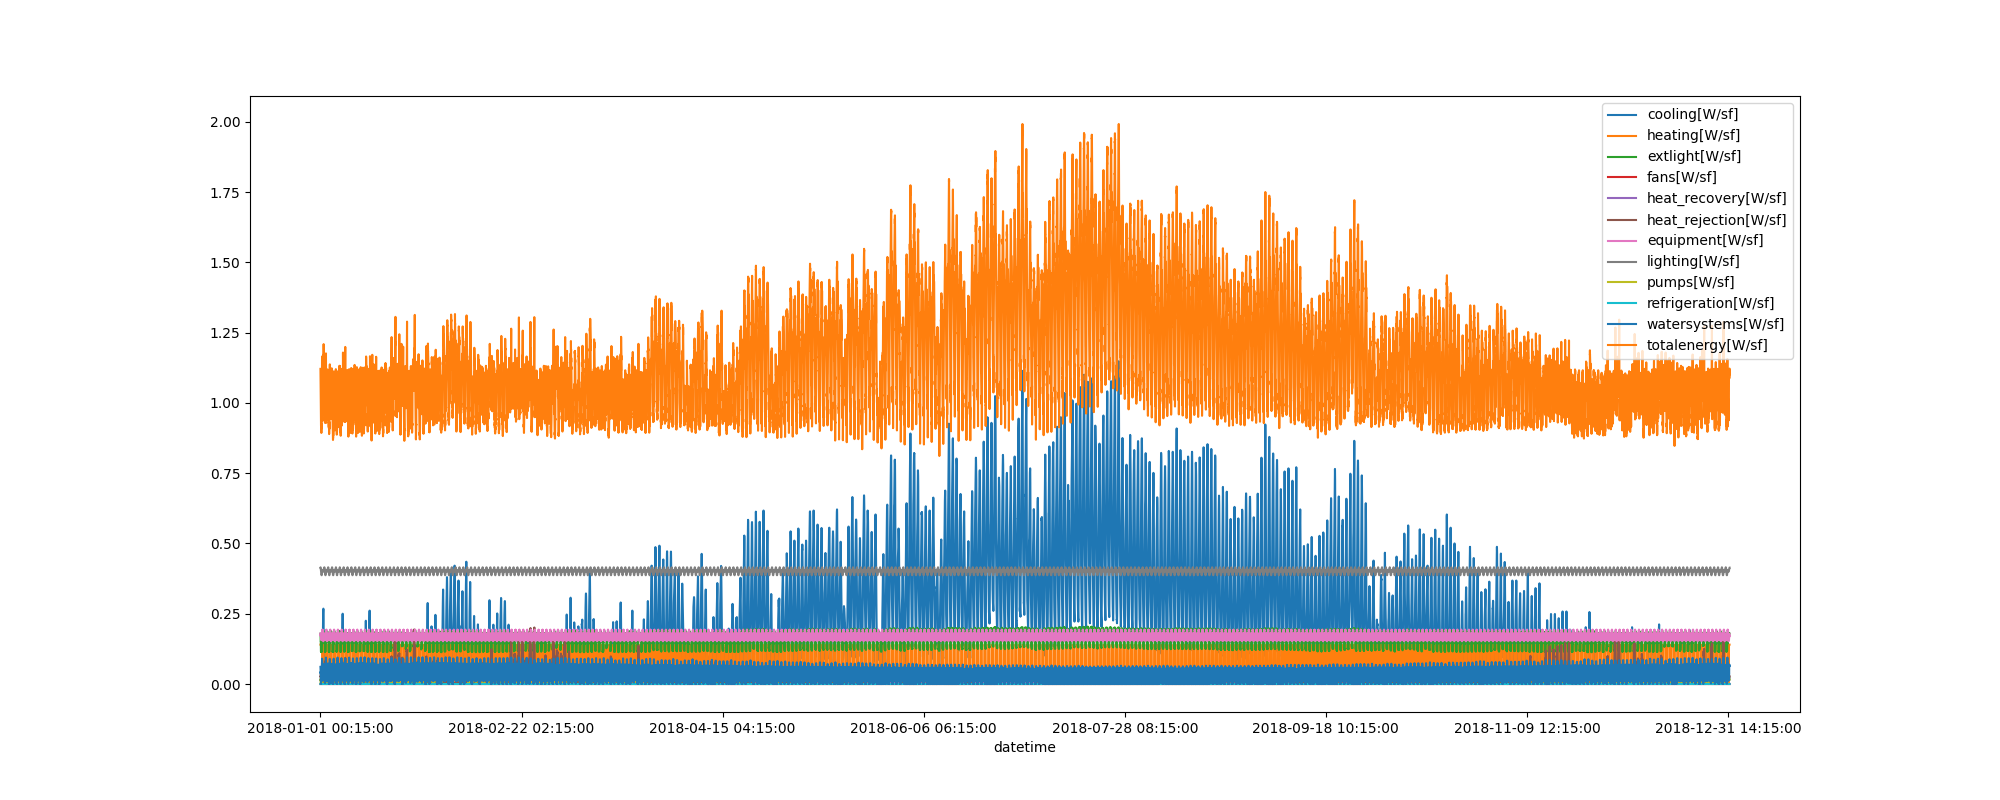 2.00
1.75
1.50
1.25
1.00
0.75
0.50
0.25
0.00
cooling[W/sf]
heating[W/sf]
extlight[W/sf]
fans[W/sf]
heat_recovery[W/sf]
heat_rejection[W/sf]
equipment[W/sf]
lighting[W/sf]
pumps[W/sf]
refrigeration[W/sf]
watersystems[W/sf]
totalenergy[W/sf]
2018-01-01 00:15:00
2018-02-22 02:15:00
2018-04-15 04:15:00
2018-06-06 06:15:00
2018-07-28 08:15:00
2018-09-18 10:15:00
2018-11-09 12:15:00
2018-12-31 14:15:00
datetime